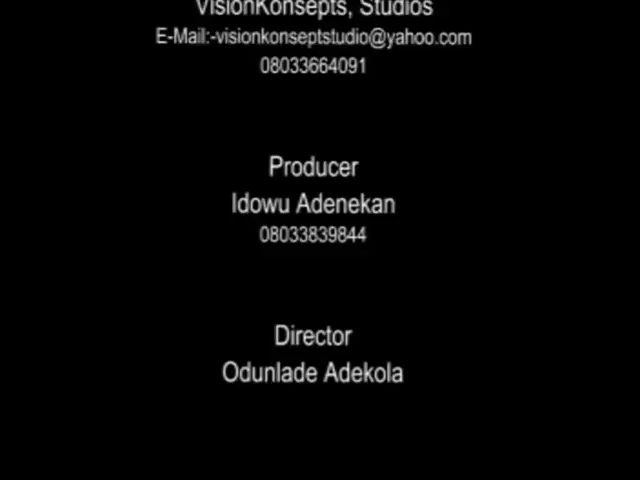 VisionKonsepts, Studios
E-Mail:-visionkonseptstudio@yahoo.com
08033664091
Producer
Idowu Adenekan
08033839844
Director
Odunlade Adekola